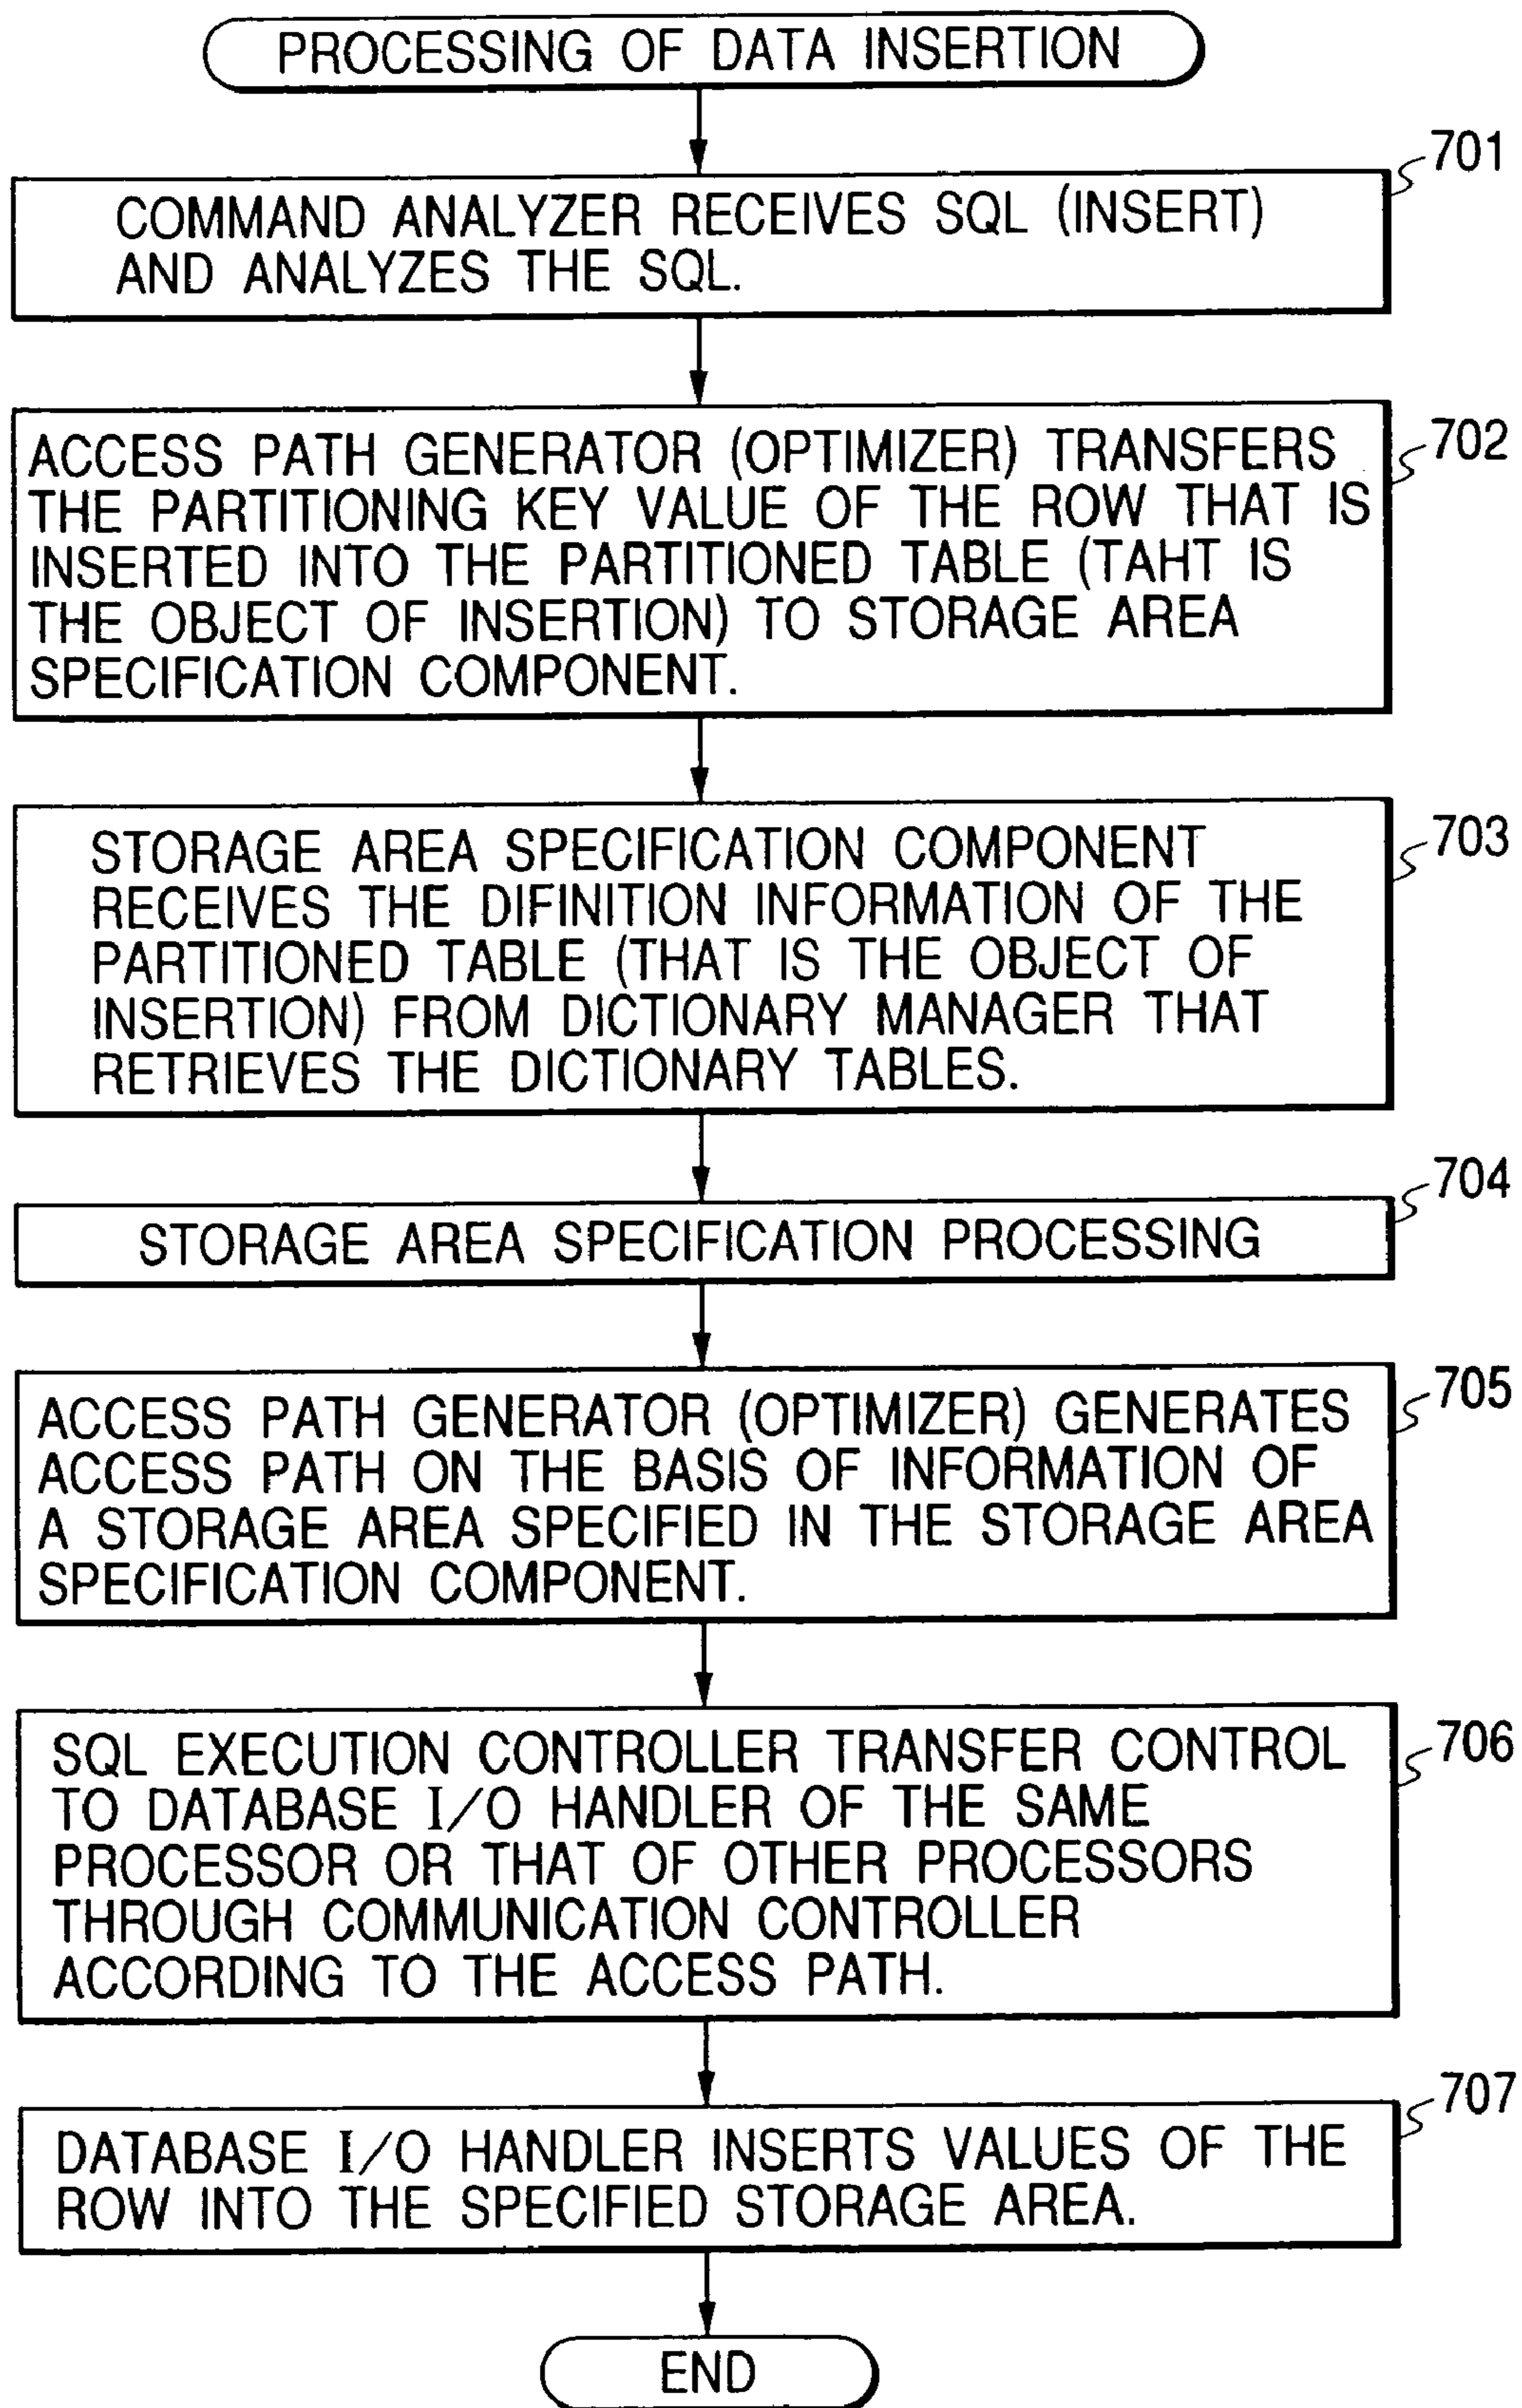 PROCESSING OF DATA INSERTION
701
COMMAND ANALYZER RECEIVES SQL (INSERT)
AND ANALYZES THE SQL.
702
ACCESS PATH GENERATOR (OPTIMIZER) TRANSFERS
THE PARTITIONING KEY VALUE OF THE ROW THAT IS
INSERTED INTO THE PARTITIONED TABLE (TAHT IS
THE OBJECT OF INSERTION) TO STORAGE AREA
SPECIFICATION COMPONENT.
703
STORAGE AREA SPECIFICATION COMPONENT
RECEIVES THE DIFINITION INFORMATION OF THE
PARTITIONED TABLE (THAT IS THE OBJECT OF
INSERTION) FROM DICTIONARY MANAGER THAT
RETRIEVES THE DICTIONARY TABLES.
704
STORAGE AREA SPECIFICATION PROCESSING
705
ACCESS PATH GENERATOR (OPTIMIZER) GENERATES
ACCESS PATH ON THE BASIS OF INFORMATION OF
A STORAGE AREA SPECIFIED IN THE STORAGE AREA
SPECIFICATION COMPONENT.
706
SQL EXECUTION CONTROLLER TRANSFER CONTROL
TO DATABASE I/O HANDLER OF THE SAME
PROCESSOR OR THAT OF OTHER PROCESSORS
THROUGH COMMUNICATION CONTROLLER
ACCORDING TO THE ACCESS PATH.
707
DATABASE I/O HANDLER INSERTS VALUES OF THE
ROW INTO THE SPECIFIED STORAGE AREA.
END